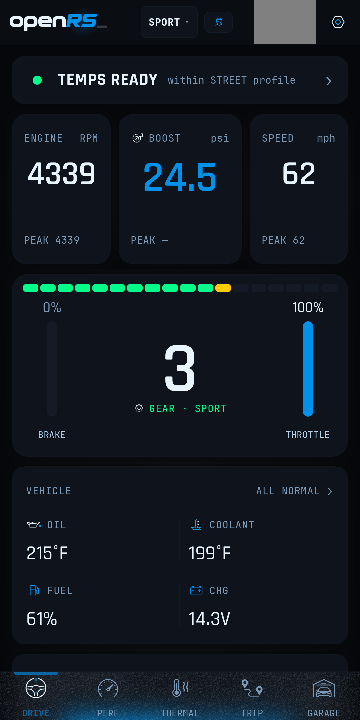 openRS_
SPORT
TEMPS READY within STREET profile >
ENGINE RPM
4339
PEAK 4339
BOOST psi
24.5
PEAK —
SPEED mph
62
PEAK 62
0%
BRAKE
3
GEAR · SPORT
100%
THROTTLE
VEHICLE ALL NORMAL >
OIL
215°F
COOLANT
199°F
FUEL
61%
CHG
14.3V
DRIVE PERF THERMAL TRIP GARAGE